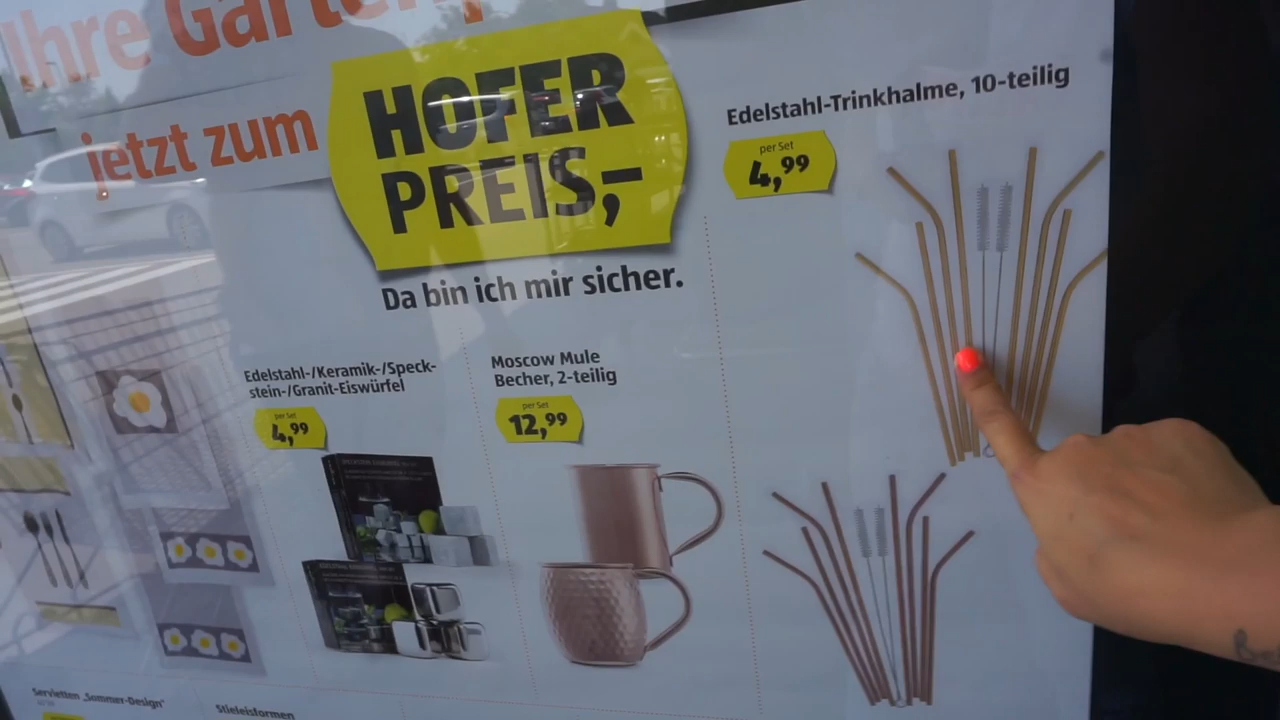 Ihre Garten
jetzt zum
HOFER
PREIS,-
Da bin ich mir sicher.
Edelstahl-Trinkhalme, 10-teilig
per Set
4,99
Edelstahl-/Keramik-/Speck-
stein-/Granit-Eiswürfel
per Set
4,99
Moscow Mule
Becher, 2-teilig
per Set
12,99
Servietten „Sommer-Design"
Stieleisformen